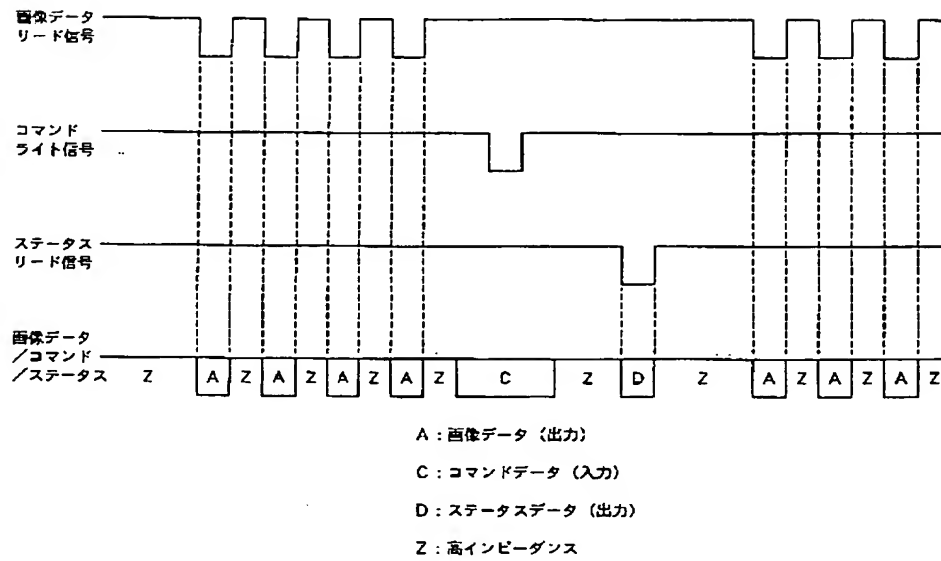 画像データ
リード信号
コマンド
ライト信号
ステータス
リード信号
画像データ
／コマンド
／ステータス Z A Z A Z A Z A Z C Z D Z A Z A Z A Z
A：画像データ（出力）
C：コマンドデータ（入力）
D：ステータスデータ（出力）
Z：高インピーダンス